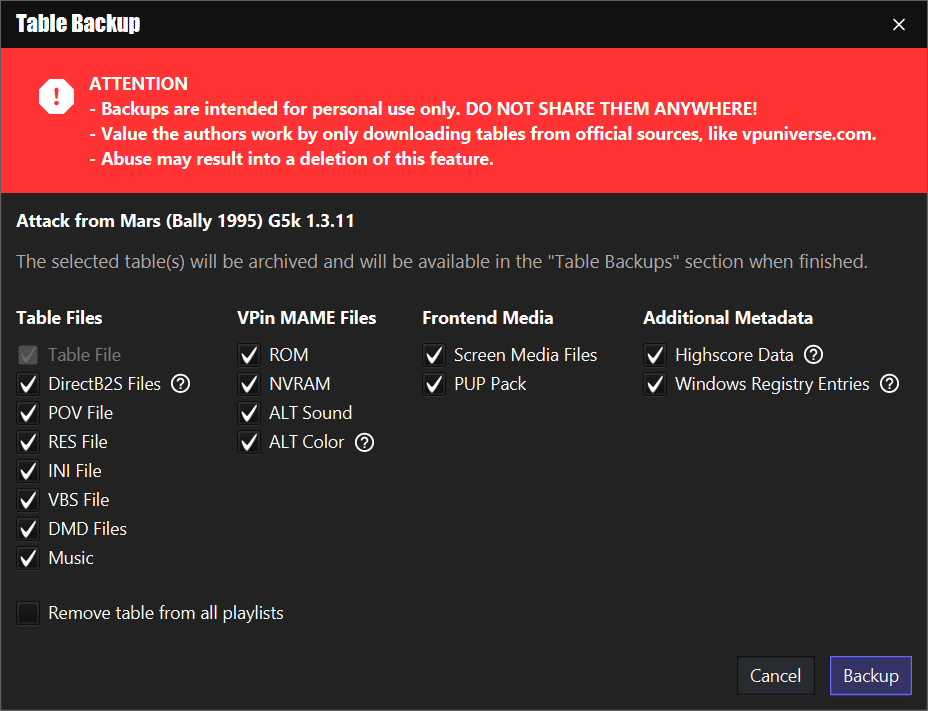 Table Backup
ATTENTION
- Backups are intended for personal use only. DO NOT SHARE THEM ANYWHERE!
- Value the authors work by only downloading tables from official sources, like vpuniverse.com.
- Abuse may result into a deletion of this feature.
Attack from Mars (Bally 1995) G5k 1.3.11
The selected table(s) will be archived and will be available in the "Table Backups" section when finished.
Table Files
Table File
DirectB2S Files
POV File
RES File
INI File
VBS File
DMD Files
Music
VPin MAME Files
ROM
NVRAM
ALT Sound
ALT Color
Frontend Media
Screen Media Files
PUP Pack
Additional Metadata
Highscore Data
Windows Registry Entries
Remove table from all playlists
Cancel
Backup